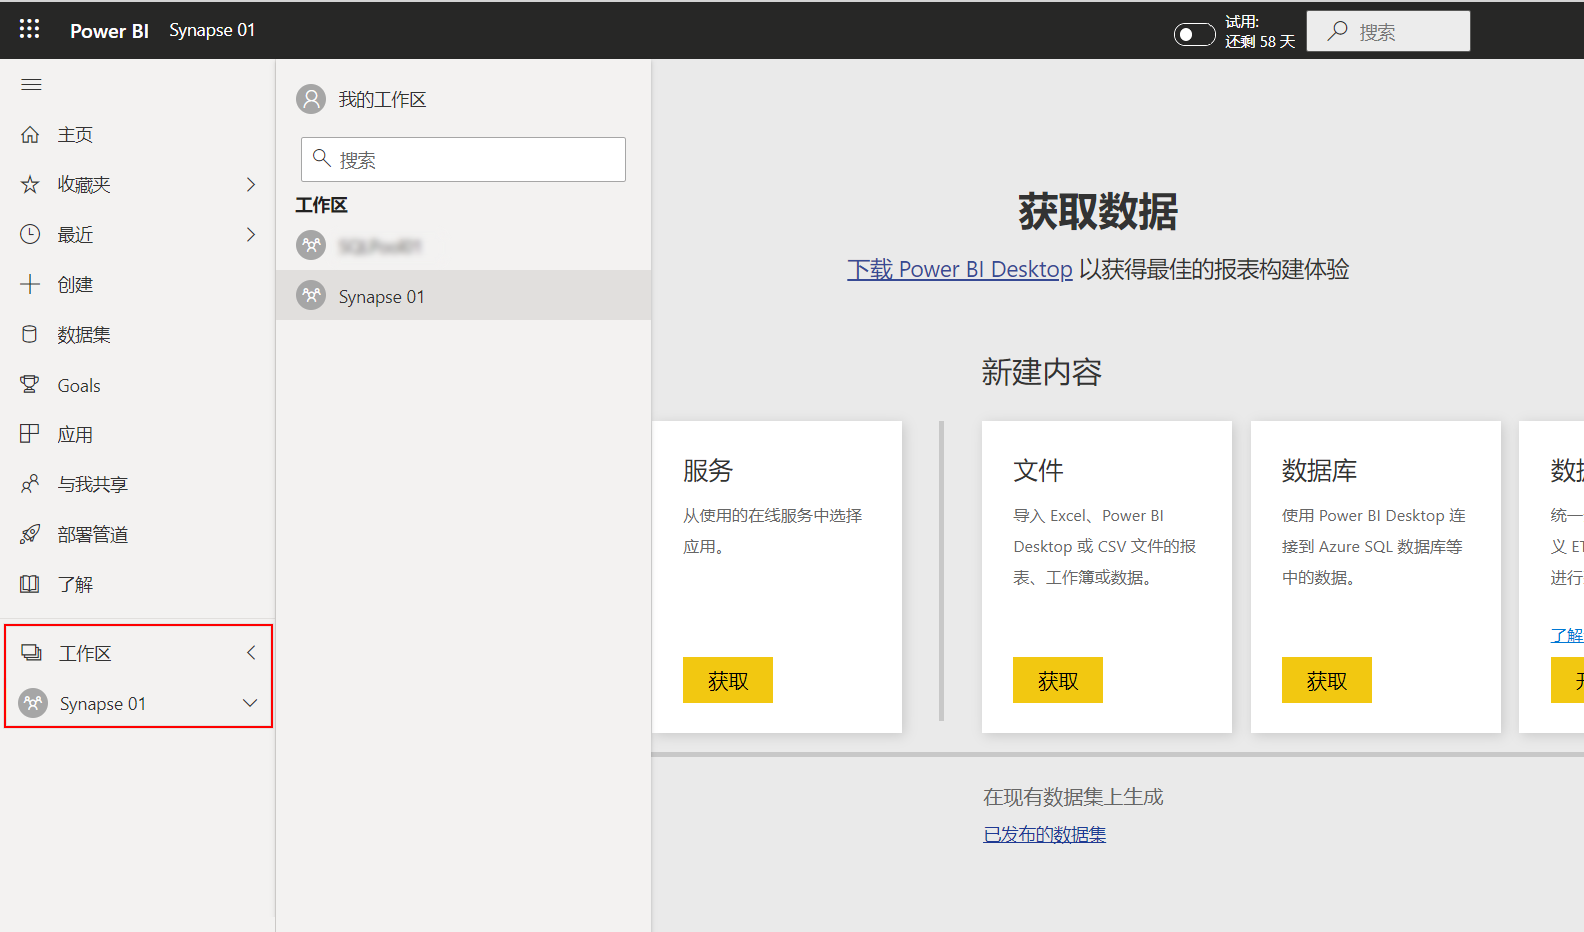 Power BI Synapse 01
试用:
还剩 58 天
搜索
主页
收藏夹
最近
创建
数据集
Goals
应用
与我共享
部署管道
了解
工作区
Synapse 01
我的工作区
搜索
工作区
Synapse 01
获取数据
下载 Power BI Desktop 以获得最佳的报表构建体验
新建内容
服务
从使用的在线服务中选择
应用。
获取
文件
导入 Excel、Power BI
Desktop 或 CSV 文件的报
表、工作簿或数据。
获取
数据库
使用 Power BI Desktop 连
接到 Azure SQL 数据库等
中的数据。
获取
数据
统一
义 ET
进行
了解
在现有数据集上生成
已发布的数据集